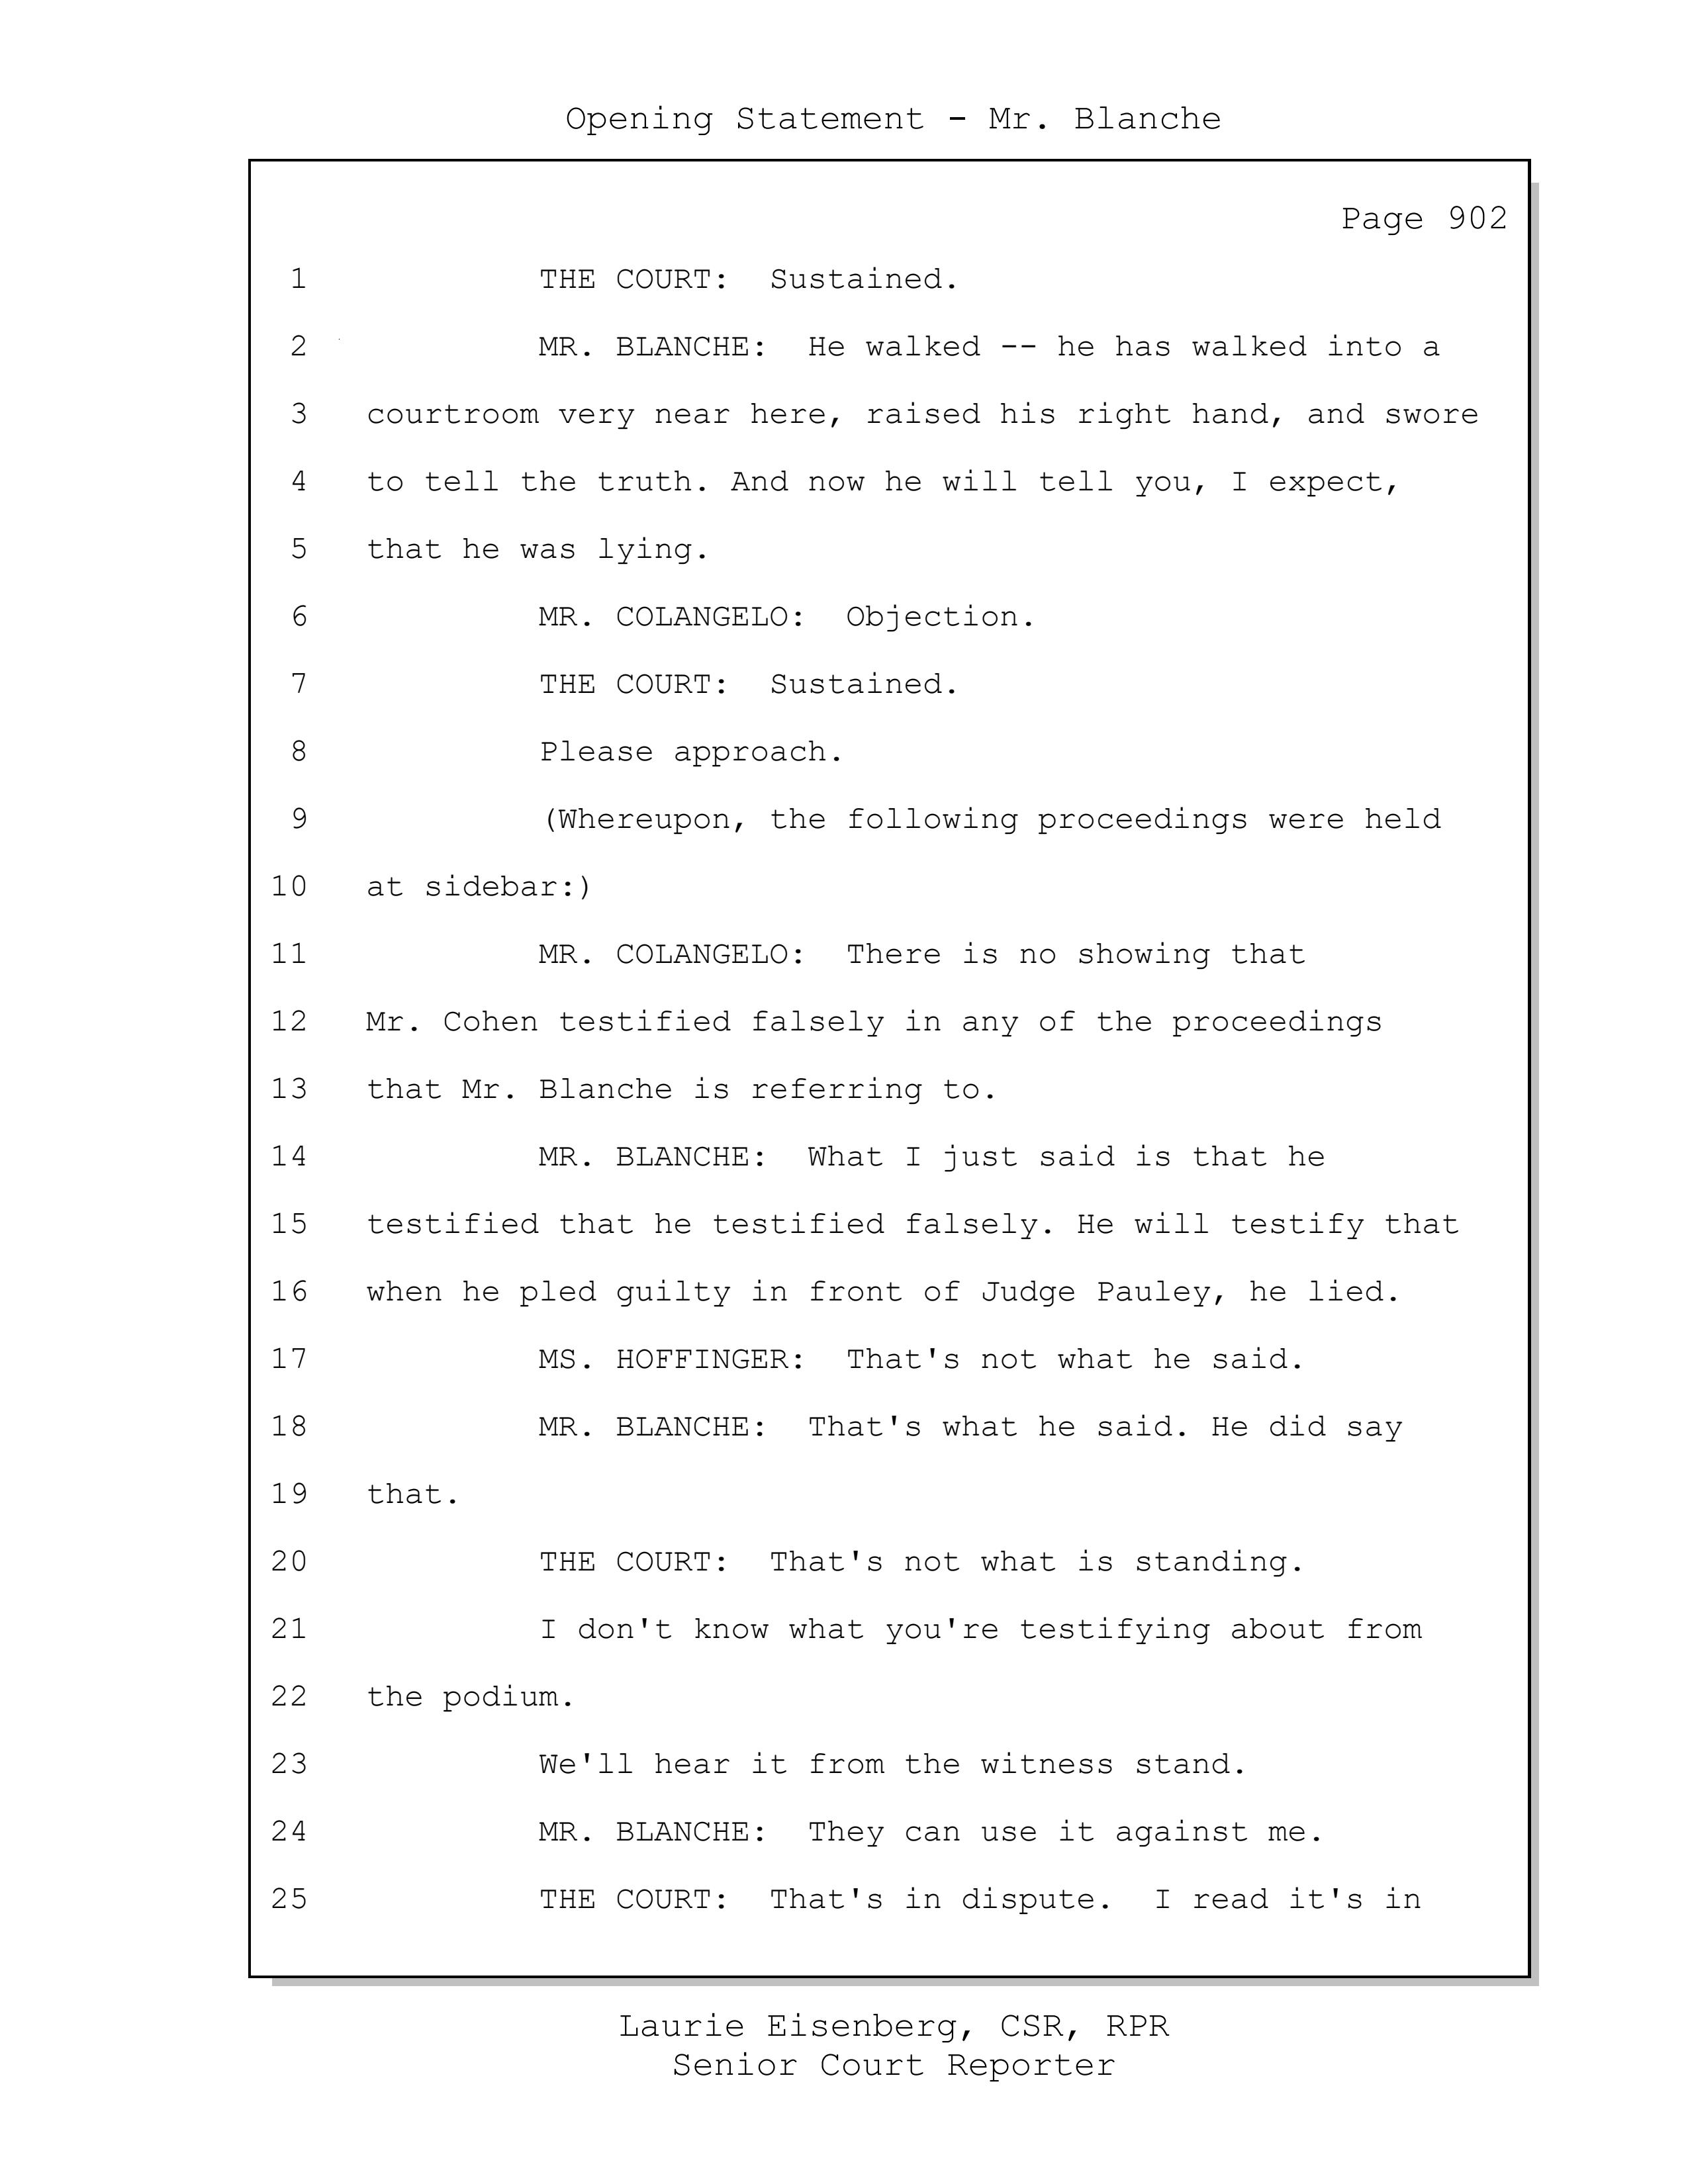 Opening Statement - Mr. Blanche
Page 902
1 THE COURT: Sustained.
2 MR. BLANCHE: He walked -- he has walked into a
3 courtroom very near here, raised his right hand, and swore
4 to tell the truth. And now he will tell you, I expect,
5 that he was lying.
6 MR. COLANGELO: Objection.
7 THE COURT: Sustained.
8 Please approach.
9 (Whereupon, the following proceedings were held
10 at sidebar:)
11 MR. COLANGELO: There is no showing that
12 Mr. Cohen testified falsely in any of the proceedings
13 that Mr. Blanche is referring to.
14 MR. BLANCHE: What I just said is that he
15 testified that he testified falsely. He will testify that
16 when he pled guilty in front of Judge Pauley, he lied.
17 MS. HOFFINGER: That's not what he said.
18 MR. BLANCHE: That's what he said. He did say
19 that.
20 THE COURT: That's not what is standing.
21 I don't know what you're testifying about from
22 the podium.
23 We'll hear it from the witness stand.
24 MR. BLANCHE: They can use it against me.
25 THE COURT: That's in dispute. I read it's in
Laurie Eisenberg, CSR, RPR
Senior Court Reporter